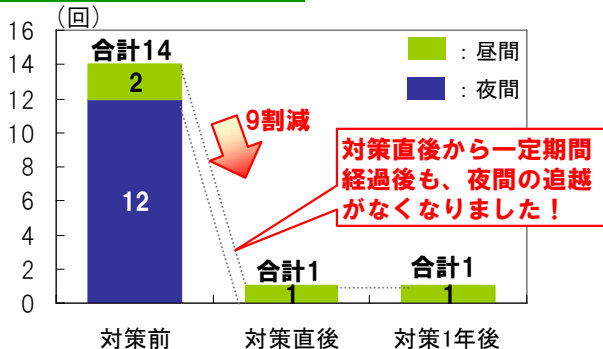 (回)
16
14
12
10
8
6
4
2
0
合計14
2
12
：昼間
：夜間
9割減
対策直後から一定期間
経過後も、夜間の追越
がなくなりました！
合計1
1
合計1
1
対策前
対策直後
対策1年後